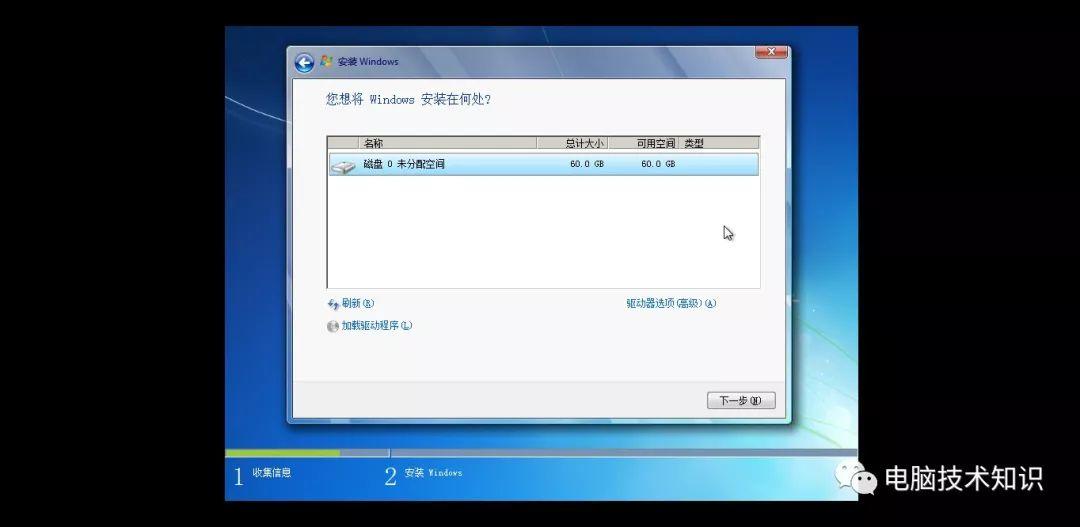 安装 Windows
您想将 Windows 安装在何处?
名称 总计大小 可用空间 类型
磁盘 0 未分配空间 60.0 GB 60.0 GB
刷新(R) 驱动器选项(高级)(A)
加载驱动程序(L)
下一步(N)
1 收集信息 2 安装 Windows
电脑技术知识